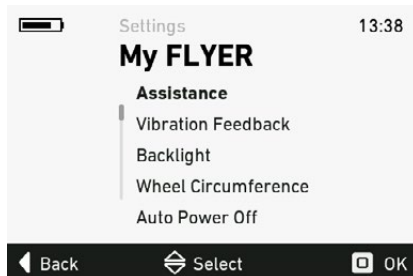 Settings
13:38
My FLYER
Assistance
Vibration Feedback
Backlight
Wheel Circumference
Auto Power Off
Back
Select
OK